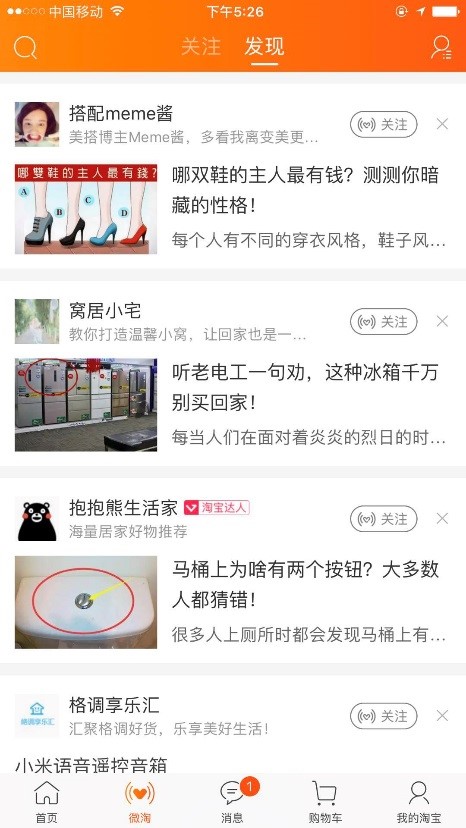 中国移动
下午5:26
关注
发现
搭配meme酱
关注
美搭博主Meme酱，多看我离变美更...
哪雙鞋的主人最有錢?
A
B
C
D
哪双鞋的主人最有钱？测测你暗
藏的性格！
每个人有不同的穿衣风格，鞋子风...
窝居小宅
关注
教你打造温馨小窝，让回家也是一...
听老电工一句劝，这种冰箱千万
别买回家！
每当人们在面对着炎炎的烈日的时...
抱抱熊生活家
淘宝达人
关注
海量居家好物推荐
马桶上为啥有两个按钮？大多数
人都猜错！
很多人上厕所时都会发现马桶上有...
格调享乐汇
格调享乐汇
关注
汇聚格调好货，乐享美好生活！
小米语音遥控音箱
1
首页
微淘
消息
购物车
我的淘宝